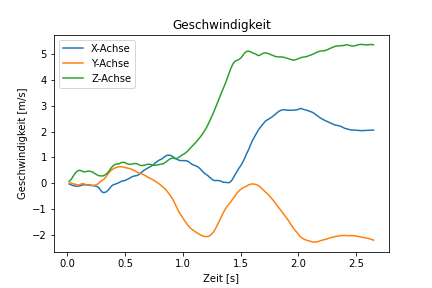 Geschwindigkeit
X-Achse
Y-Achse
Z-Achse
Geschwindigkeit [m/s]
5
4
3
2
1
0
−1
−2
0.0 0.5 1.0 1.5 2.0 2.5
Zeit [s]